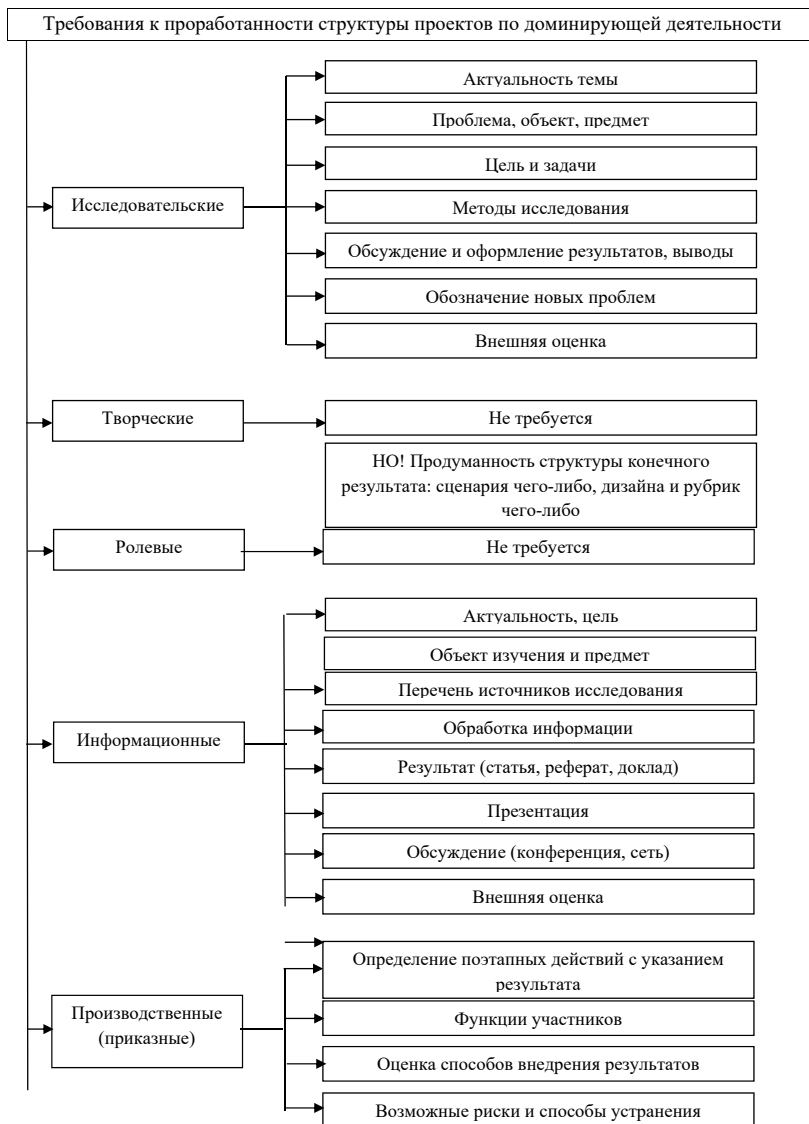 Требования к проработанности структуры проектов по доминирующей деятельности
Исследовательские
Актуальность темы
Проблема, объект, предмет
Цель и задачи
Методы исследования
Обсуждение и оформление результатов, выводы
Обозначение новых проблем
Внешняя оценка
Творческие
Не требуется
НО! Продуманность структуры конечного
результата: сценария чего-либо, дизайна и рубрик
чего-либо
Ролевые
Не требуется
Информационные
Актуальность, цель
Объект изучения и предмет
Перечень источников исследования
Обработка информации
Результат (статья, реферат, доклад)
Презентация
Обсуждение (конференция, сеть)
Внешняя оценка
Производственные
(приказные)
Определение поэтапных действий с указанием
результата
Функции участников
Оценка способов внедрения результатов
Возможные риски и способы устранения